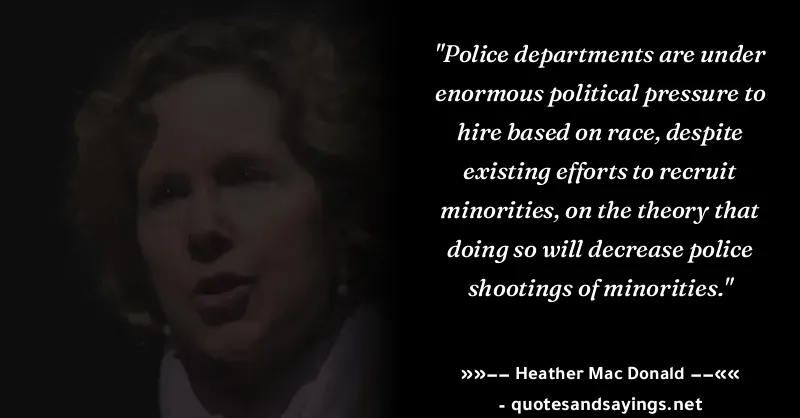 "Police departments are under
enormous political pressure to
hire based on race, despite
existing efforts to recruit
minorities, on the theory that
doing so will decrease police
shootings of minorities."
»»–– Heather Mac Donald ––««
- quotesandsayings.net